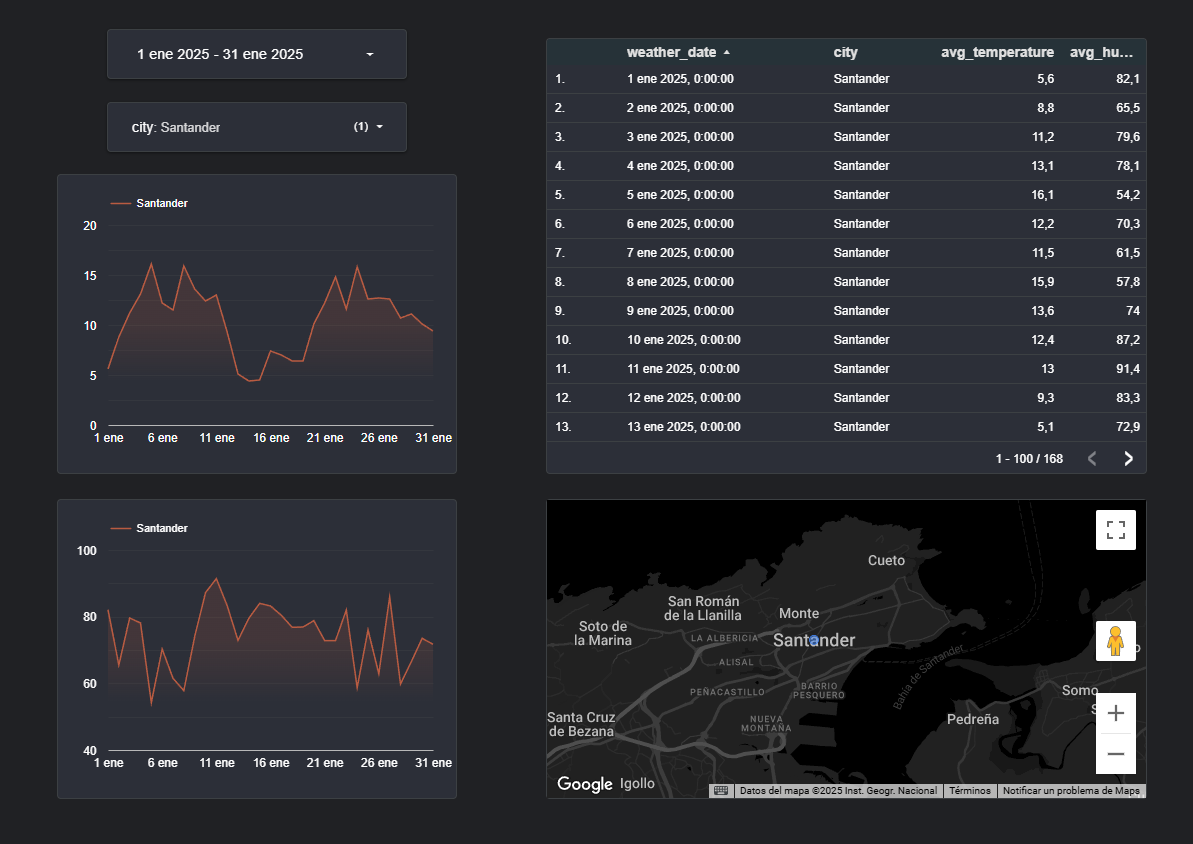 1 ene 2025 - 31 ene 2025
city: Santander (1)
Santander
20
15
10
5
0
1 ene 6 ene 11 ene 16 ene 21 ene 26 ene 31 ene
Santander
100
80
60
40
1 ene 6 ene 11 ene 16 ene 21 ene 26 ene 31 ene
weather_date city avg_temperature avg_hu...
1. 1 ene 2025, 0:00:00 Santander 5,6 82,1
2. 2 ene 2025, 0:00:00 Santander 8,8 65,5
3. 3 ene 2025, 0:00:00 Santander 11,2 79,6
4. 4 ene 2025, 0:00:00 Santander 13,1 78,1
5. 5 ene 2025, 0:00:00 Santander 16,1 54,2
6. 6 ene 2025, 0:00:00 Santander 12,2 70,3
7. 7 ene 2025, 0:00:00 Santander 11,5 61,5
8. 8 ene 2025, 0:00:00 Santander 15,9 57,8
9. 9 ene 2025, 0:00:00 Santander 13,6 74
10. 10 ene 2025, 0:00:00 Santander 12,4 87,2
11. 11 ene 2025, 0:00:00 Santander 13 91,4
12. 12 ene 2025, 0:00:00 Santander 9,3 83,3
13. 13 ene 2025, 0:00:00 Santander 5,1 72,9
1 - 100 / 168
Cueto
San Román
de la Llanilla
Monte
Soto de
la Marina
LA ALBERICIA
Santander
ALISAL
Bahía de Santander
PEÑACASTILLO
BARRIO
PESQUERO
Somo
Santa Cruz
de Bezana
NUEVA
MONTAÑA
Pedreña
Google
Igollo
Datos del mapa ©2025 Inst. Geogr. Nacional
Términos
Notificar un problema de Maps